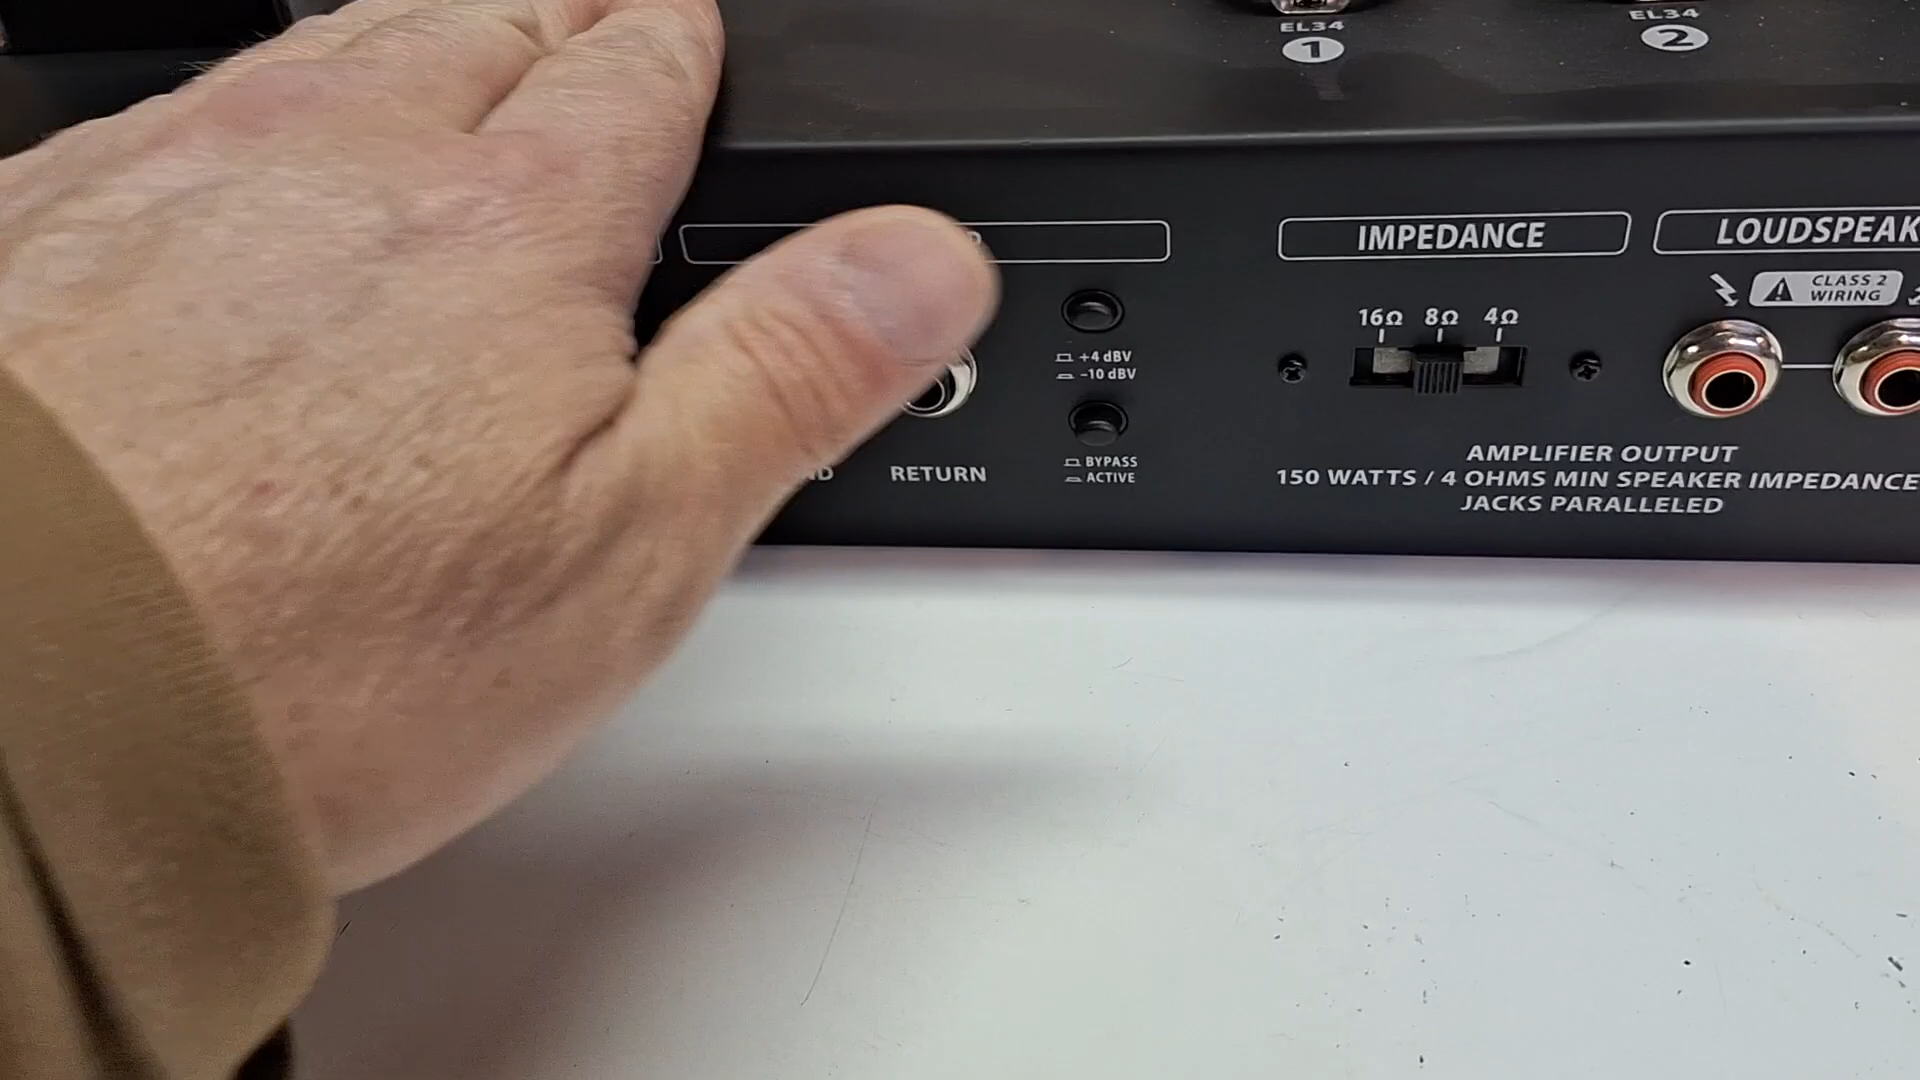 EL34
1
EL34
2
IMPEDANCE
LOUDSPEAK
CLASS 2
WIRING
16Ω 8Ω 4Ω
+4 dBV
-10 dBV
BYPASS
ACTIVE
RETURN
AMPLIFIER OUTPUT
150 WATTS / 4 OHMS MIN SPEAKER IMPEDANCE
JACKS PARALLELED